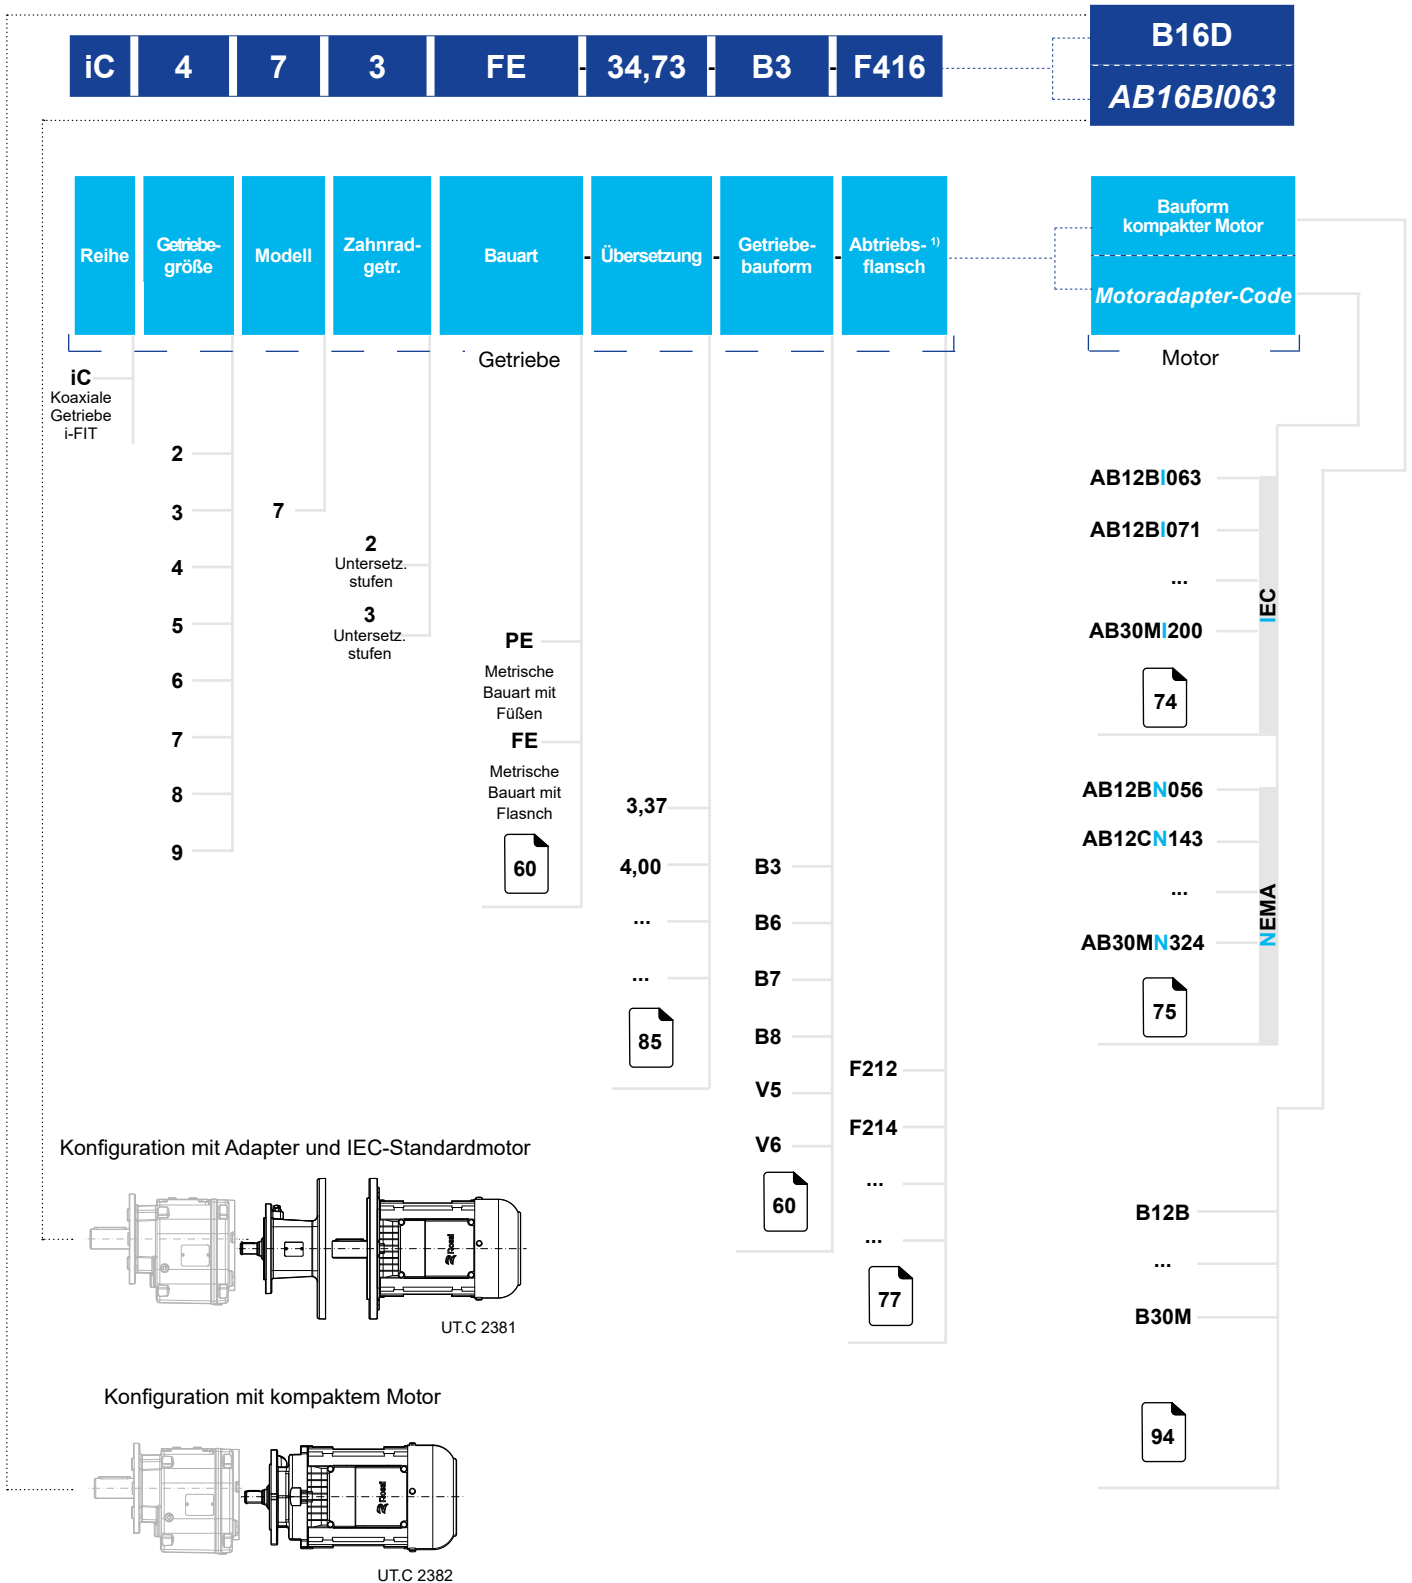 iC 4 7 3 FE - 34,73 - B3 - F416
B16D
AB16BI063
Reihe
Getriebe-
größe
Modell
Zahnrad-
getr.
Bauart
-
Übersetzung
-
Getriebe-
bauform
-
Abtriebs- 1)
flansch
Bauform
kompakter Motor
Motoradapter-Code
Getriebe
Motor
iC
Koaxiale
Getriebe
i-FIT
2
3
4
5
6
7
8
9
7
2
Untersetz.
stufen
3
Untersetz.
stufen
PE
Metrische
Bauart mit
Füßen
FE
Metrische
Bauart mit
Flasnch
60
3,37
4,00
...
...
85
B3
B6
B7
B8
V5
V6
60
F212
F214
...
...
77
AB12BI063
AB12BI071
...
AB30MI200
IEC
74
AB12BN056
AB12CN143
...
AB30MN324
NEMA
75
B12B
...
B30M
94
Konfiguration mit Adapter und IEC-Standardmotor
Rossi
UT.C 2381
Konfiguration mit kompaktem Motor
Rossi
UT.C 2382